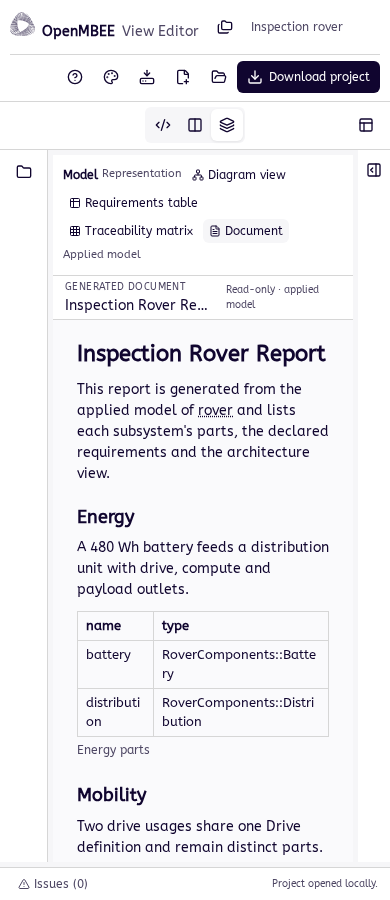 OpenMBEE View Editor Inspection rover
Download project
Model Representation Diagram view
Requirements table
Traceability matrix Document
Applied model
GENERATED DOCUMENT
Inspection Rover Re...
Read-only · applied
model
Inspection Rover Report
This report is generated from the
applied model of rover and lists
each subsystem's parts, the declared
requirements and the architecture
view.
Energy
A 480 Wh battery feeds a distribution
unit with drive, compute and
payload outlets.
name type
battery RoverComponents::Batte
ry
distributi RoverComponents::Distri
on bution
Energy parts
Mobility
Two drive usages share one Drive
definition and remain distinct parts.
Issues (0) Project opened locally.